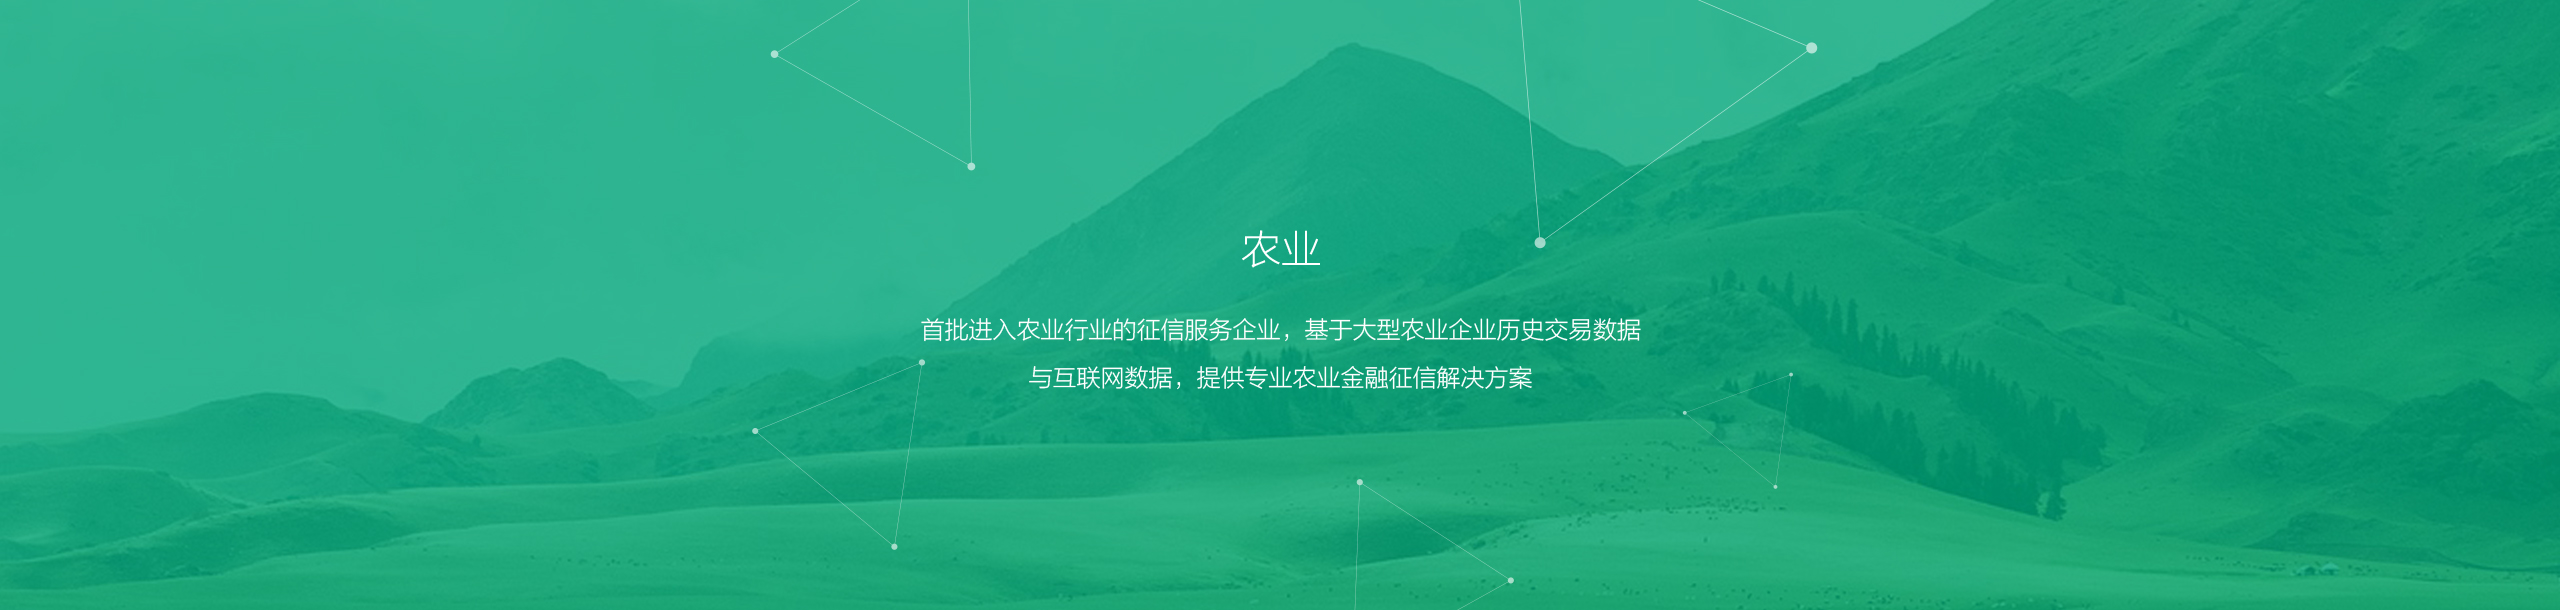 农业
首批进入农业行业的征信服务企业，基于大型农业企业历史交易数据
与互联网数据，提供专业农业金融征信解决方案